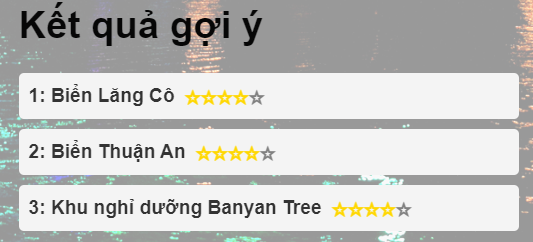 Kết quả gợi ý
1: Biển Lăng Cô ☆☆☆☆☆
2: Biển Thuận An ☆☆☆☆☆
3: Khu nghỉ dưỡng Banyan Tree ☆☆☆☆☆